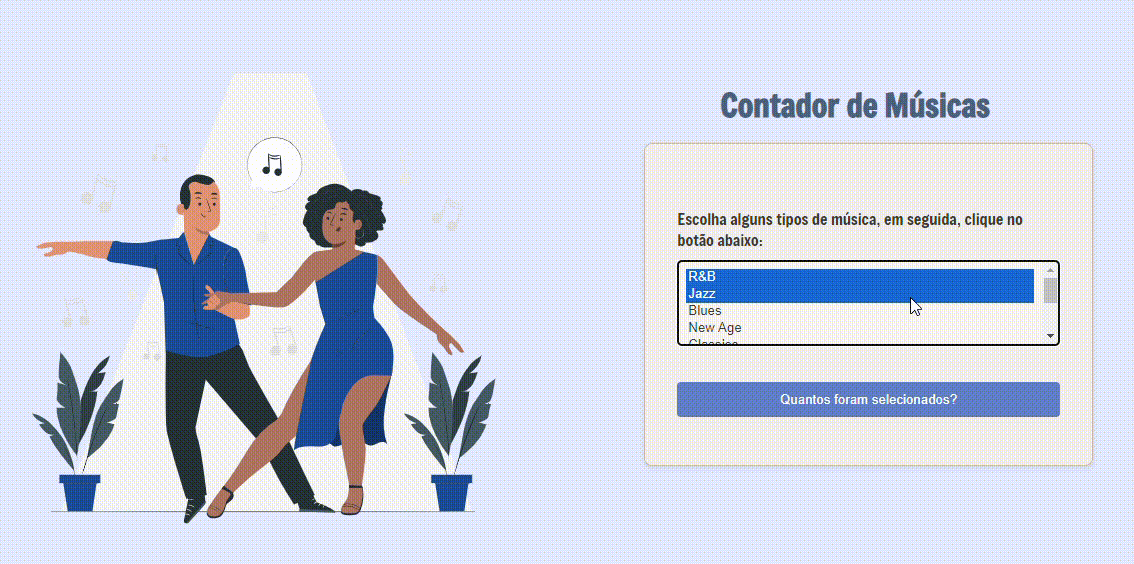 Contador de Músicas
Escolha alguns tipos de música, em seguida, clique no
botão abaixo:
R&B
Jazz
Blues
New Age
Classica
Quantos foram selecionados?